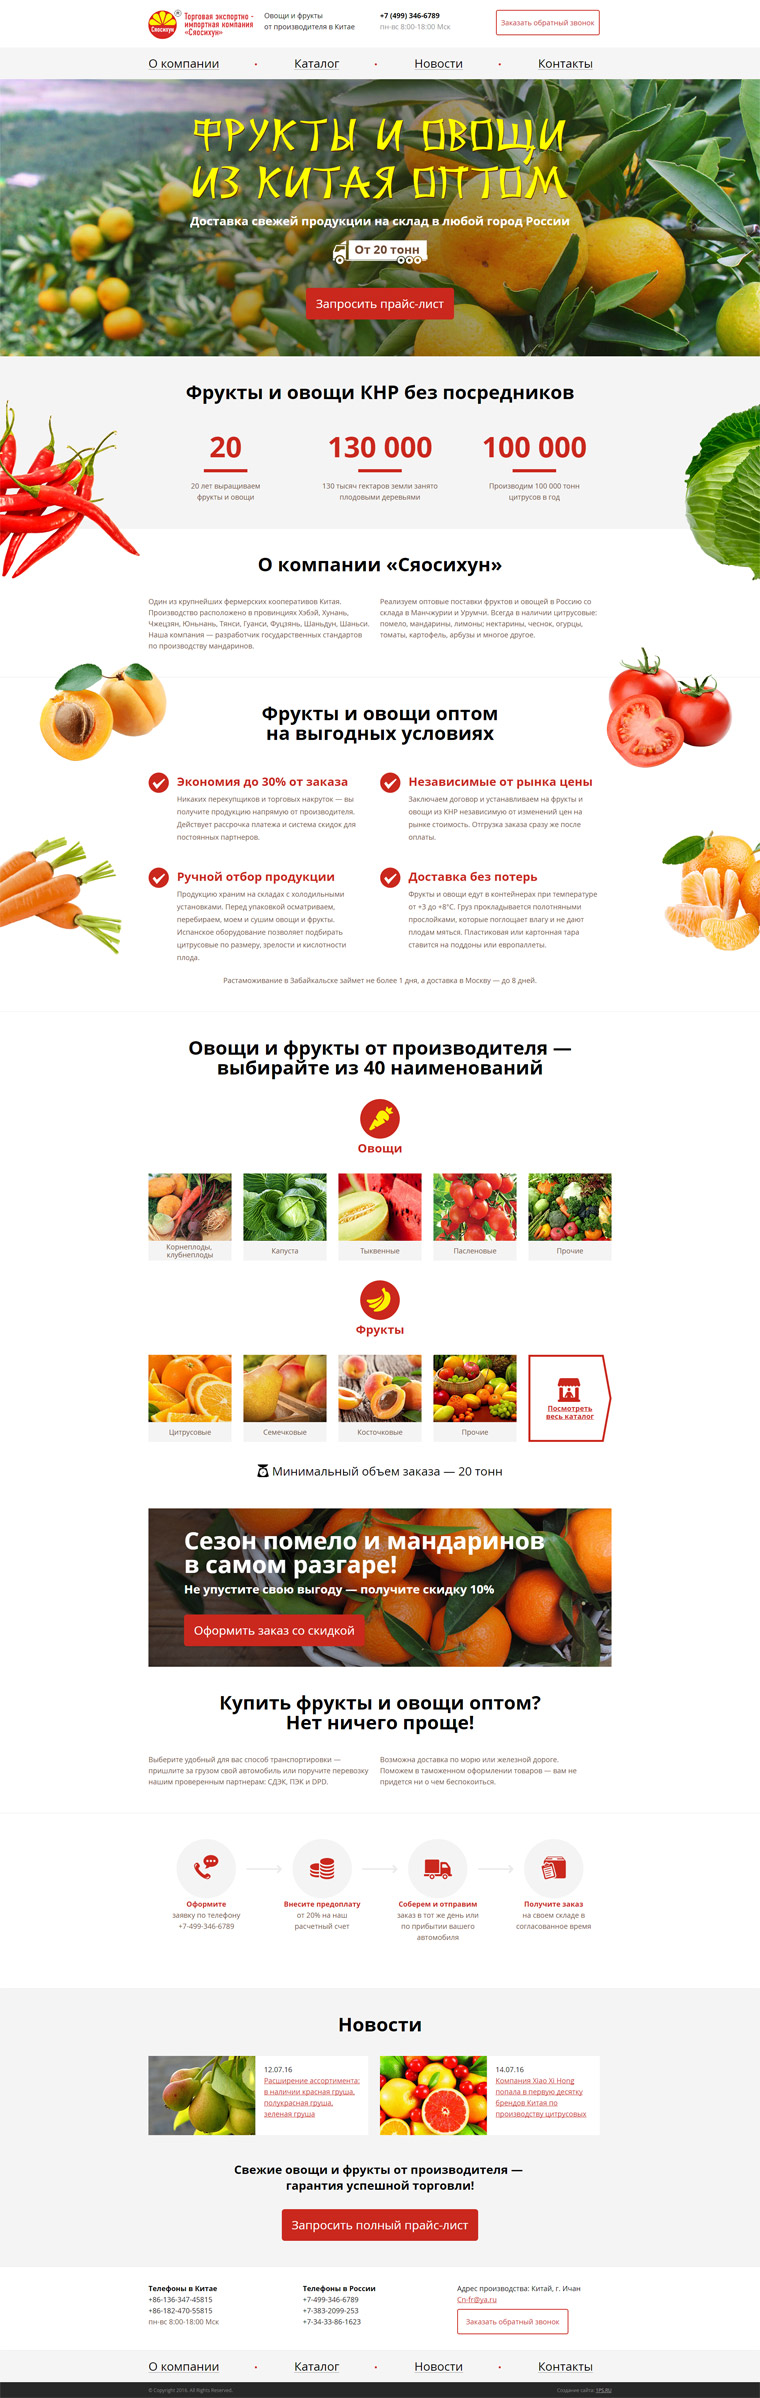 Сяосихун
Торговая экспортно -
импортная компания
«Сяосихун»
Овощи и фрукты
от производителя в Китае
+7 (499) 346-6789
пн-вс 8:00-18:00 Мск
Заказать обратный звонок
О компании
Каталог
Новости
Контакты
ФРУКТЫ И ОВОЩИ
ИЗ КИТАЯ ОПТОМ
Доставка свежей продукции на склад в любой город России
От 20 тонн
Запросить прайс-лист
Фрукты и овощи КНР без посредников
20
20 лет выращиваем
фрукты и овощи
130 000
130 тысяч гектаров земли занято
плодовыми деревьями
100 000
Производим 100 000 тонн
цитрусов в год
О компании «Сяосихун»
Один из крупнейших фермерских кооперативов Китая.
Производство расположено в провинциях Хэбэй, Хунань,
Чжецзян, Юньнань, Тянси, Гуанси, Фуцзянь, Шаньдун, Шаньси.
Наша компания — разработчик государственных стандартов
по производству мандаринов.
Реализуем оптовые поставки фруктов и овощей в Россию со
склада в Манчжурии и Урумчи. Всегда в наличии цитрусовые:
помело, мандарины, лимоны; нектарины, чеснок, огурцы,
томаты, картофель, арбузы и многое другое.
Фрукты и овощи оптом
на выгодных условиях
Экономия до 30% от заказа
Никаких перекупщиков и торговых накруток — вы
получите продукцию напрямую от производителя.
Действует рассрочка платежа и система скидок для
постоянных партнеров.
Независимые от рынка цены
Заключаем договор и устанавливаем на фрукты и
овощи из КНР независимую от изменений цен на
рынке стоимость. Отгрузка заказа сразу же после
оплаты.
Ручной отбор продукции
Продукцию храним на складах с холодильными
установками. Перед упаковкой осматриваем,
перебираем, моем и сушим овощи и фрукты.
Испанское оборудование позволяет подбирать
цитрусовые по размеру, зрелости и кислотности
плода.
Доставка без потерь
Фрукты и овощи едут в контейнерах при температуре
от +3 до +8°С. Груз прокладывается полотняными
прослойками, которые поглощает влагу и не дают
плодам мяться. Пластиковая или картонная тара
ставится на поддоны или европаллеты.
Растаможивание в Забайкальске займет не более 1 дня, а доставка в Москву — до 8 дней.
Овощи и фрукты от производителя —
выбирайте из 40 наименований
Овощи
Корнеплоды,
клубнеплоды
Капуста
Тыквенные
Пасленовые
Прочие
Фрукты
Цитрусовые
Семечковые
Косточковые
Прочие
Посмотреть
весь каталог
Минимальный объем заказа — 20 тонн
Сезон помело и мандаринов
в самом разгаре!
Не упустите свою выгоду — получите скидку 10%
Оформить заказ со скидкой
Купить фрукты и овощи оптом?
Нет ничего проще!
Выберите удобный для вас способ транспортировки —
пришлите за грузом свой автомобиль или поручите перевозку
нашим проверенным партнерам: СДЭК, ПЭК и DPD.
Возможна доставка по морю или железной дороге.
Поможем в таможенном оформлении товаров — вам не
придется ни о чем беспокоиться.
Оформите
заявку по телефону
+7-499-346-6789
Внесите предоплату
от 20% на наш
расчетный счет
Соберем и отправим
заказ в тот же день или
по прибытии вашего
автомобиля
Получите заказ
на своем складе в
согласованное время
Новости
12.07.16
Расширение ассортимента:
в наличии красная груша,
полукрасная груша,
зеленая груша
14.07.16
Компания Xiao Xi Hong
попала в первую десятку
брендов Китая по
производству цитрусовых
Свежие овощи и фрукты от производителя —
гарантия успешной торговли!
Запросить полный прайс-лист
Телефоны в Китае
+86-136-347-45815
+86-182-470-55815
пн-вс 8:00-18:00 Мск
Телефоны в России
+7-499-346-6789
+7-383-2099-253
+7-34-33-86-1623
Адрес производства: Китай, г. Ичан
Cn-fr@ya.ru
Заказать обратный звонок
О компании
Каталог
Новости
Контакты
© Copyright 2016. All Rights Reserved.
Создание сайта: 1PS.RU